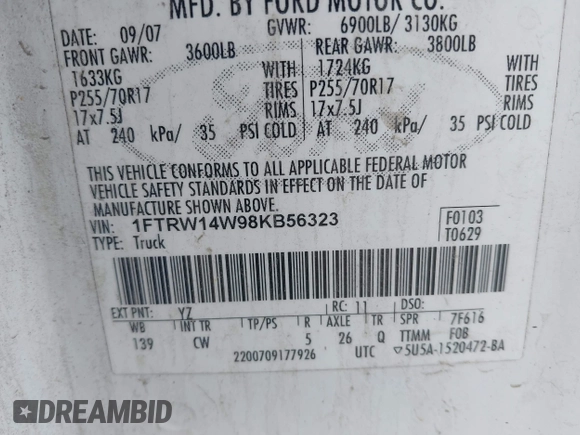 MFD. BY FORD MOTOR CO.
DATE: 09/07 GVWR: 6900LB/ 3130KG
FRONT GAWR: 3600LB REAR GAWR: 3800LB
1633KG WITH 1724KG WITH
P255/70R17 TIRES P255/70R17 TIRES
17x7.5J RIMS 17x7.5J RIMS
AT 240 kPa/ 35 PSI COLD AT 240 kPa/ 35 PSI COLD
THIS VEHICLE CONFORMS TO ALL APPLICABLE FEDERAL MOTOR
VEHICLE SAFETY STANDARDS IN EFFECT ON THE DATE OF
MANUFACTURE SHOWN ABOVE.
VIN: 1FTRW14W98KB56323 F0103
TYPE: Truck T0629
EXT PNT: YZ RC: 11 DSO:
WB INT TR TP/PS R AXLE TR SPR 7F616
139 CW 5 26 Q TTMM FOB
2200709177926 UTC ▽5U5A-1520472-BA
DREAMBID